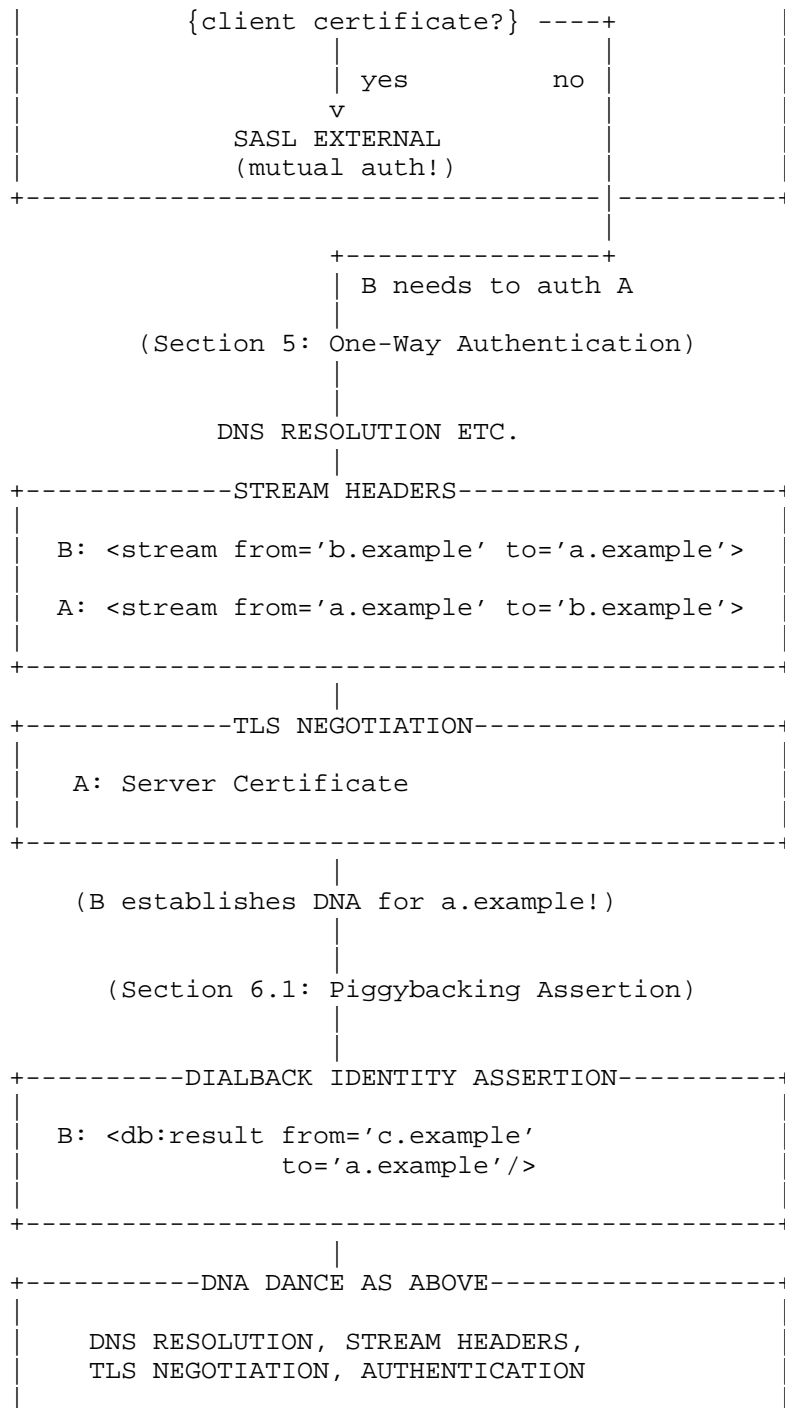 |          {client certificate?} ----+          |
|                   |                |          |
|                   | yes         no |          |
|                   v                |          |
|             SASL EXTERNAL          |          |
|             (mutual auth!)         |          |
+------------------------------------|----------+
                                     |
                    +----------------+
                    | B needs to auth A
                    |
        (Section 5: One-Way Authentication)
                    |
                    |
             DNS RESOLUTION ETC.
                    |
+-------------STREAM HEADERS--------------------+
|                                               |
|  B: <stream from='b.example' to='a.example'>  |
|                                               |
|  A: <stream from='a.example' to='b.example'>  |
|                                               |
+-----------------------------------------------+
                    |
+-------------TLS NEGOTIATION-------------------+
|                                               |
|   A: Server Certificate                       |
|                                               |
+-----------------------------------------------+
                    |
    (B establishes DNA for a.example!)
                    |
                    |
      (Section 6.1: Piggybacking Assertion)
                    |
                    |
+----------DIALBACK IDENTITY ASSERTION----------+
|                                               |
|  B: <db:result from='c.example'               |
|                to='a.example'/>               |
|                                               |
+-----------------------------------------------+
                    |
+-----------DNA DANCE AS ABOVE------------------+
|                                               |
|    DNS RESOLUTION, STREAM HEADERS,            |
|    TLS NEGOTIATION, AUTHENTICATION            |
|                                               |